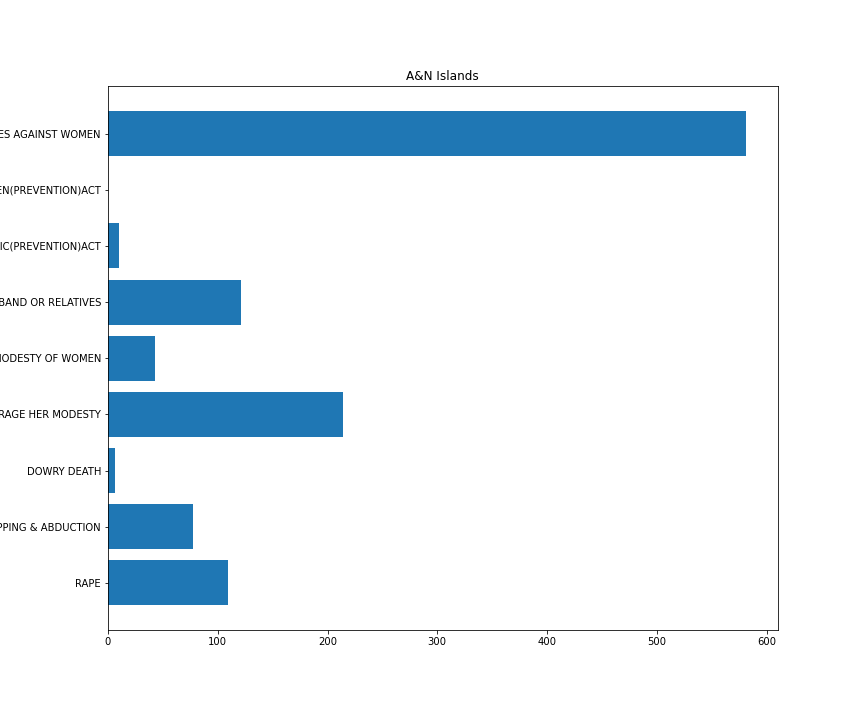 A&N Islands
ES AGAINST WOMEN
EN(PREVENTION)ACT
IC(PREVENTION)ACT
BAND OR RELATIVES
MODESTY OF WOMEN
RAGE HER MODESTY
DOWRY DEATH
PPING & ABDUCTION
RAPE
0 100 200 300 400 500 600